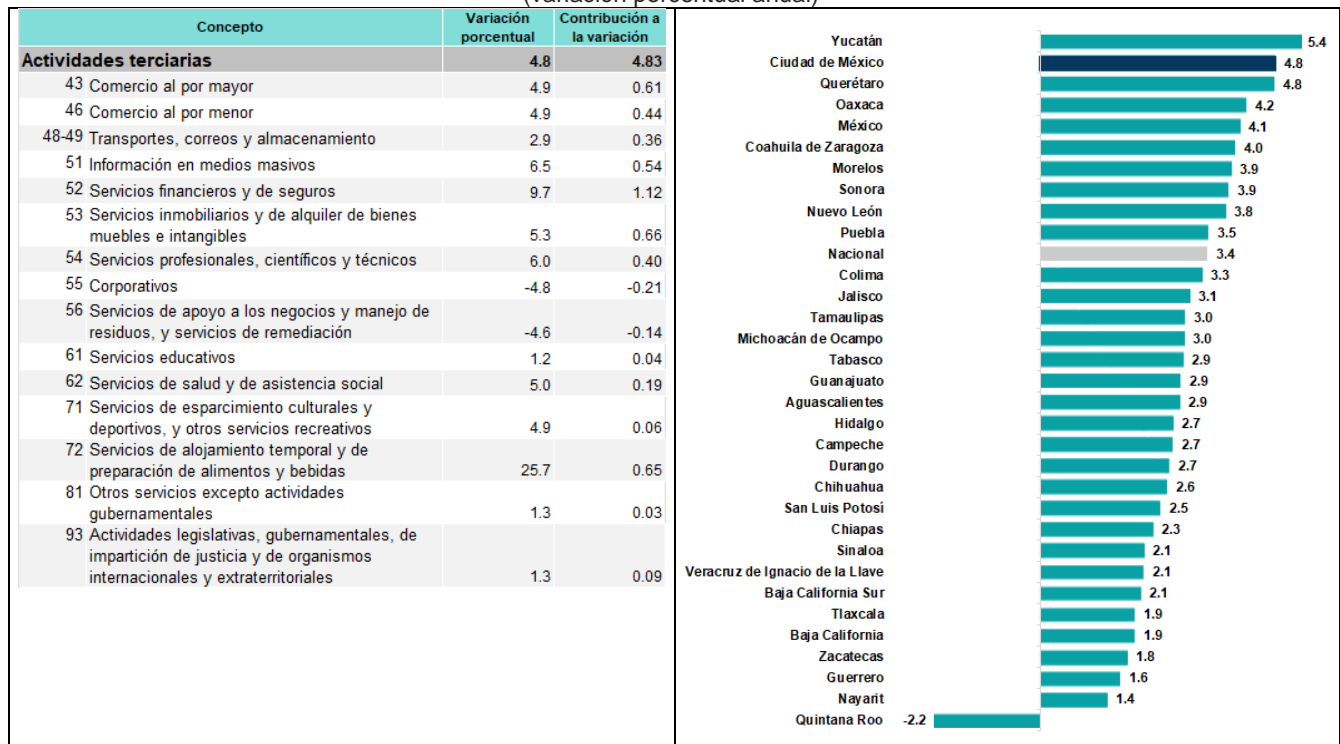 (variación porcentual anual)
Concepto
Variación
porcentual
Contribución a
la variación
Actividades terciarias 4.8 4.83
43 Comercio al por mayor 4.9 0.61
46 Comercio al por menor 4.9 0.44
48-49 Transportes, correos y almacenamiento 2.9 0.36
51 Información en medios masivos 6.5 0.54
52 Servicios financieros y de seguros 9.7 1.12
53 Servicios inmobiliarios y de alquiler de bienes
muebles e intangibles 5.3 0.66
54 Servicios profesionales, científicos y técnicos 6.0 0.40
55 Corporativos -4.8 -0.21
56 Servicios de apoyo a los negocios y manejo de
residuos, y servicios de remediación -4.6 -0.14
61 Servicios educativos 1.2 0.04
62 Servicios de salud y de asistencia social 5.0 0.19
71 Servicios de esparcimiento culturales y
deportivos, y otros servicios recreativos 4.9 0.06
72 Servicios de alojamiento temporal y de
preparación de alimentos y bebidas 25.7 0.65
81 Otros servicios excepto actividades
gubernamentales 1.3 0.03
93 Actividades legislativas, gubernamentales, de
impartición de justicia y de organismos
internacionales y extraterritoriales 1.3 0.09
Yucatán 5.4
Ciudad de México 4.8
Querétaro 4.8
Oaxaca 4.2
México 4.1
Coahuila de Zaragoza 4.0
Morelos 3.9
Sonora 3.9
Nuevo León 3.8
Puebla 3.5
Nacional 3.4
Colima 3.3
Jalisco 3.1
Tamaulipas 3.0
Michoacán de Ocampo 3.0
Tabasco 2.9
Guanajuato 2.9
Aguascalientes 2.9
Hidalgo 2.7
Campeche 2.7
Durango 2.7
Chihuahua 2.6
San Luis Potosí 2.5
Chiapas 2.3
Sinaloa 2.1
Veracruz de Ignacio de la Llave 2.1
Baja California Sur 2.1
Tlaxcala 1.9
Baja California 1.9
Zacatecas 1.8
Guerrero 1.6
Nayarit 1.4
Quintana Roo -2.2